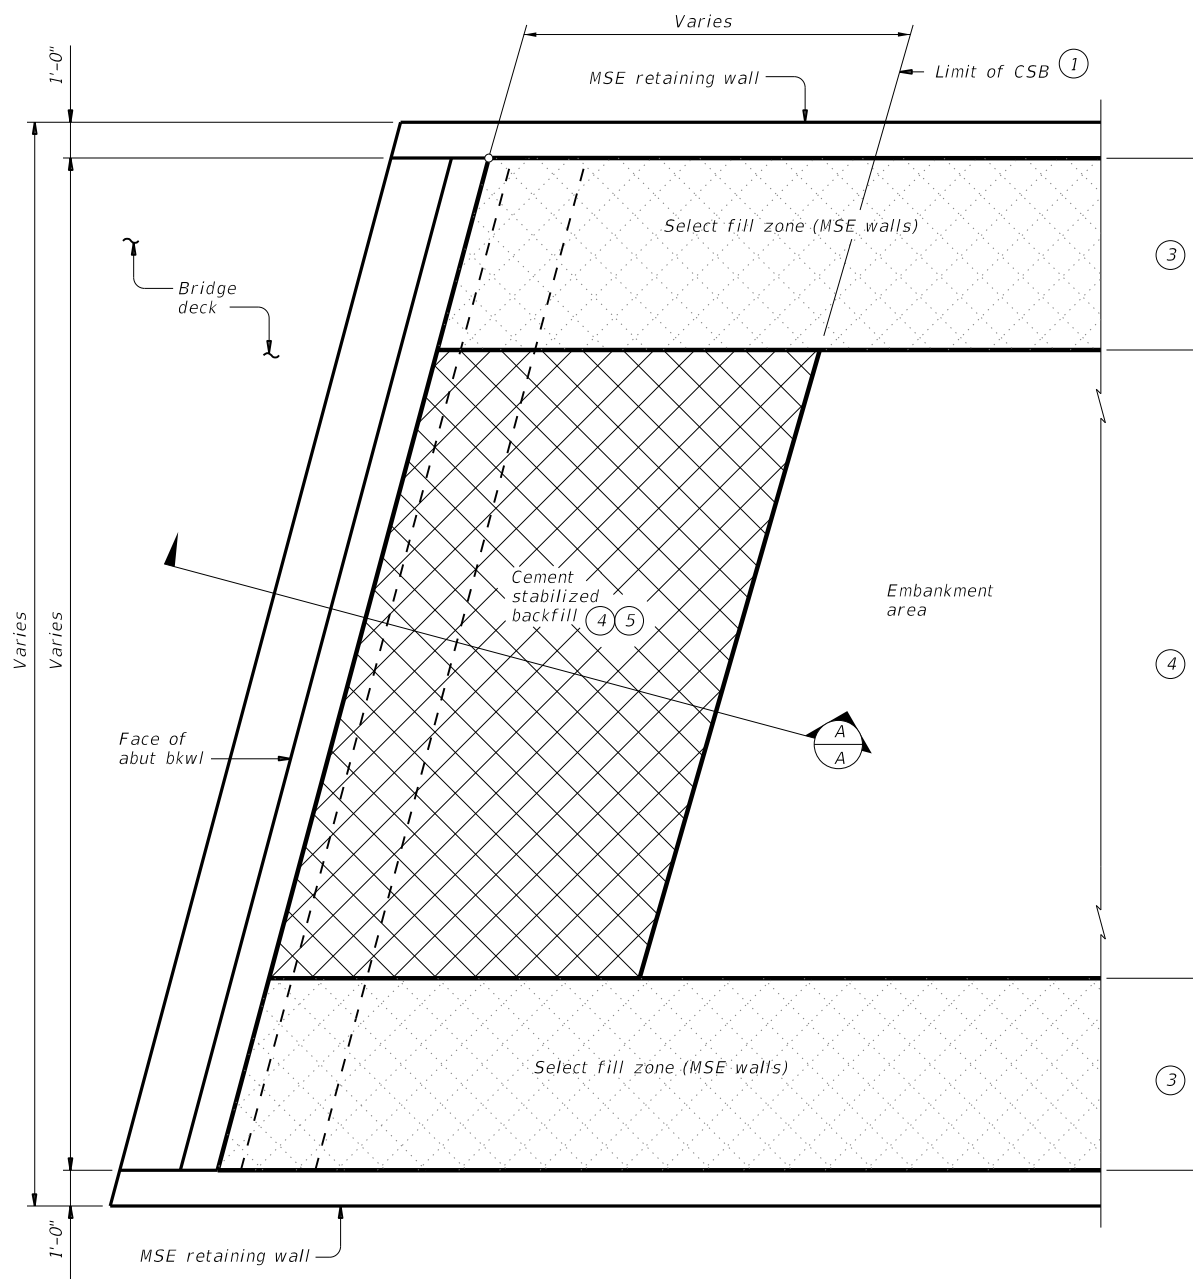 Varies
1'-0"
MSE retaining wall
Limit of CSB 1
Select fill zone (MSE walls)
3
Bridge
deck
Cement
stabilized
backfill 4 5
Embankment
area
Varies
Varies
4
Face of
abut bkwl
A
A
Select fill zone (MSE walls)
3
1'-0"
MSE retaining wall